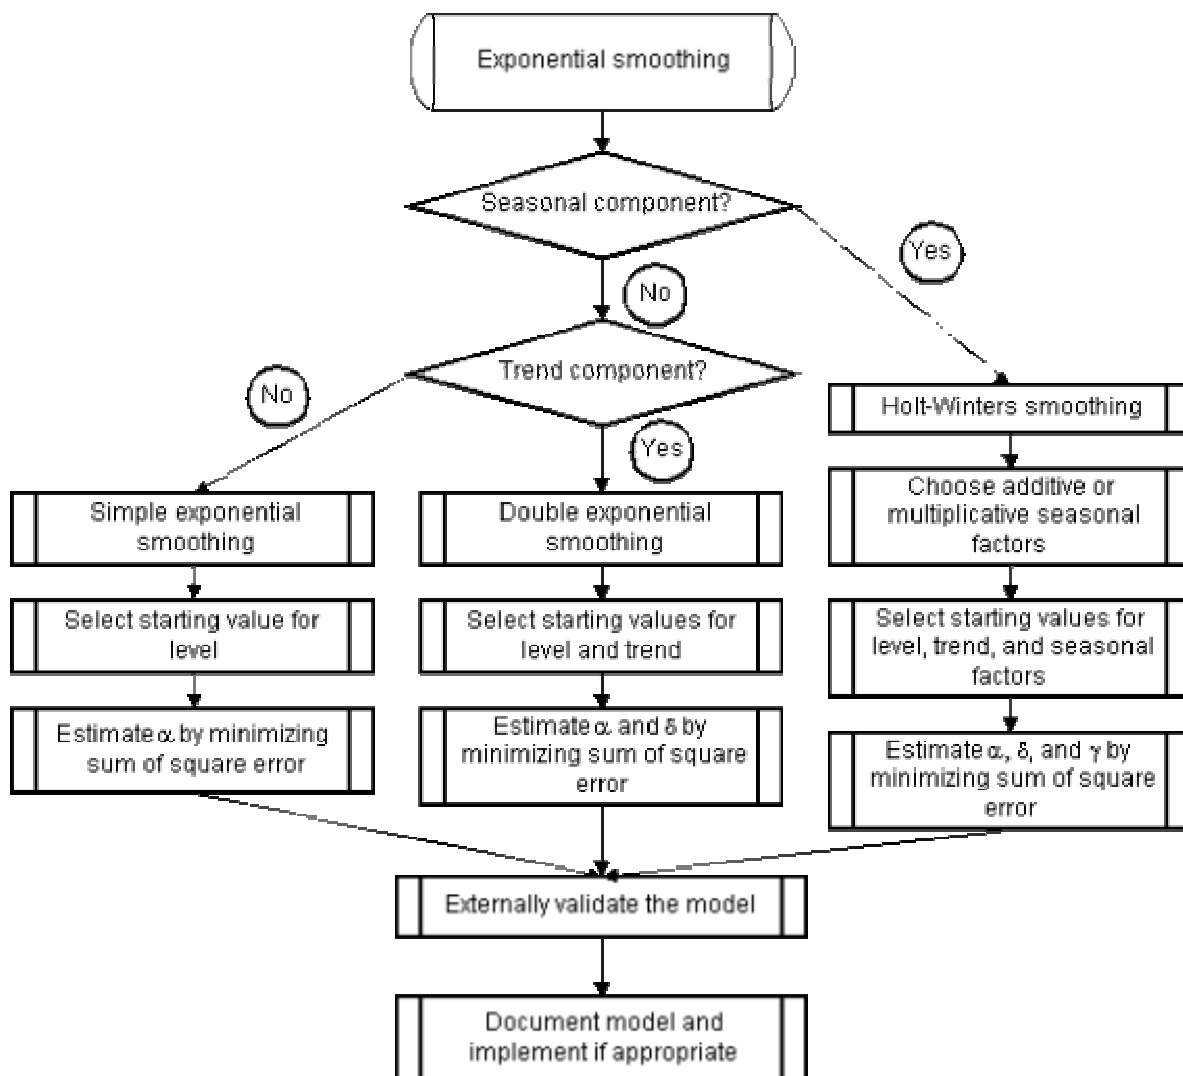 Exponential smoothing
Seasonal component?
Yes
No
Trend component?
No
Yes
Holt-Winters smoothing
Simple exponential
smoothing
Double exponential
smoothing
Choose additive or
multiplicative seasonal
factors
Select starting value for
level
Select starting values for
level and trend
Select starting values for
level, trend, and seasonal
factors
Estimate α by minimizing
sum of square error
Estimate α and δ by
minimizing sum of square
error
Estimate α, δ, and γ by
minimizing sum of square
error
Externally validate the model
Document model and
implement if appropriate